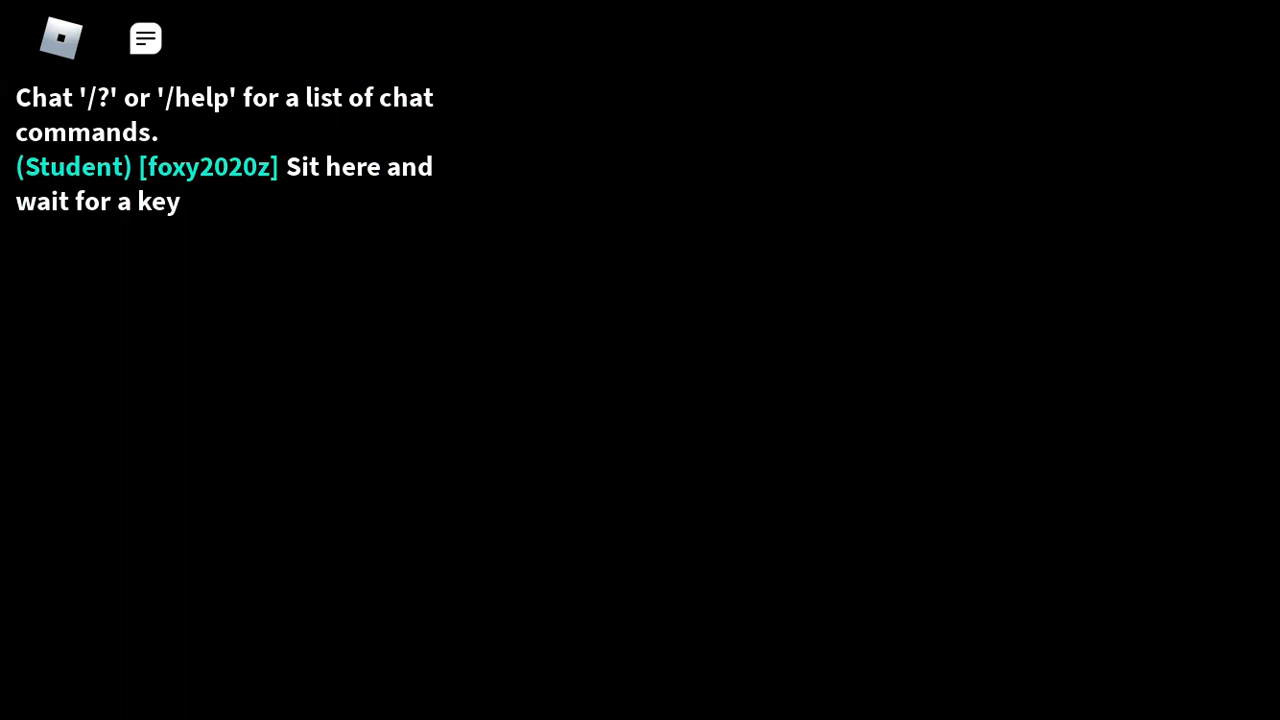 Chat '/?' or '/help' for a list of chat
commands.
(Student) [foxy2020z] Sit here and
wait for a key